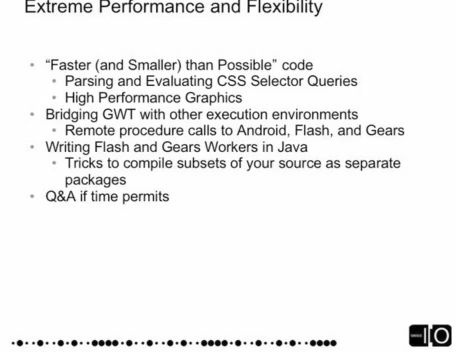 Extreme Performance and Flexibility
• “Faster (and Smaller) than Possible” code
• Parsing and Evaluating CSS Selector Queries
• High Performance Graphics
• Bridging GWT with other execution environments
• Remote procedure calls to Android, Flash, and Gears
• Writing Flash and Gears Workers in Java
• Tricks to compile subsets of your source as separate
packages
• Q&A if time permits
IO